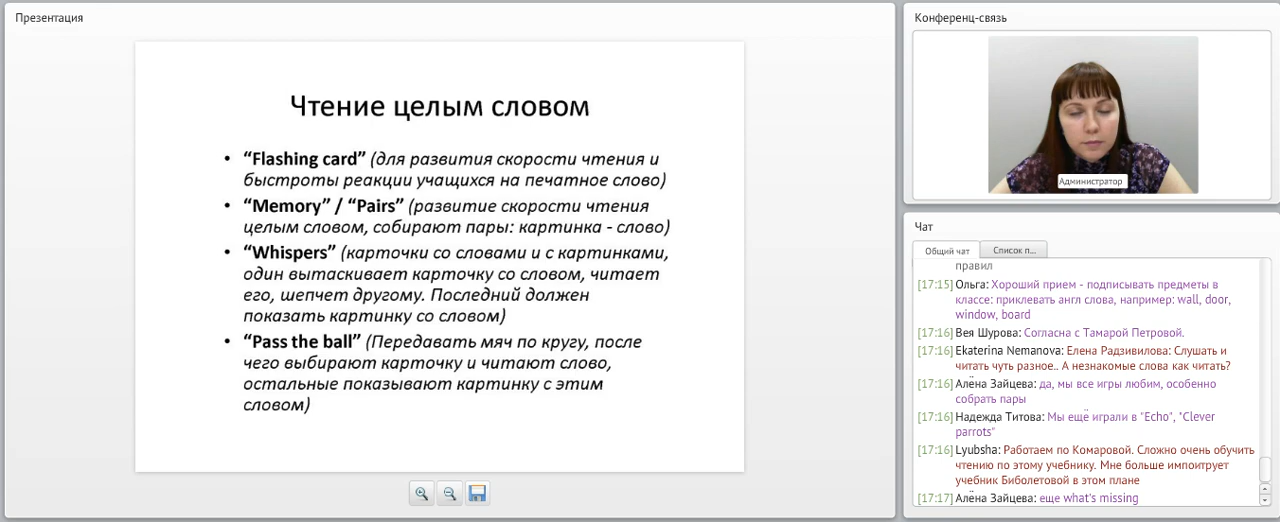 Презентация
Чтение целым словом
• “Flashing card” (для развития скорости чтения и
быстроты реакции учащихся на печатное слово)
• “Memory” / “Pairs” (развитие скорости чтения
целым словом, собирают пары: картинка - слово)
• “Whispers” (карточки со словами и с картинками,
один вытаскивает карточку со словом, читает
его, шепчет другому. Последний должен
показать картинку со словом)
• “Pass the ball” (Передавать мяч по кругу, после
чего выбирают карточку и читают слово,
остальные показывают картинку с этим
словом)
Конференц-связь
Администратор
Чат
Общий чат
Список п...
правил
[17:15] Ольга: Хороший прием - подписывать предметы в
классе: приклевать англ слова, например: wall, door,
window, board
[17:16] Вея Шурова: Согласна с Тамарой Петровой.
[17:16] Ekaterina Nemanova: Елена Радзивилова: Слушать и
читать чуть разное.. А незнакомые слова как читать?
[17:16] Алёна Зайцева: да, мы все игры любим, особенно
собрать пары
[17:16] Надежда Титова: Мы ещё играли в "Echo", "Clever
parrots"
[17:16] Lyubsha: Работаем по Комаровой. Сложно очень обучить
чтению по этому учебнику. Мне больше импоитрует
учебник Биболетовой в этом плане
[17:17] Алёна Зайцева: еще what's missing